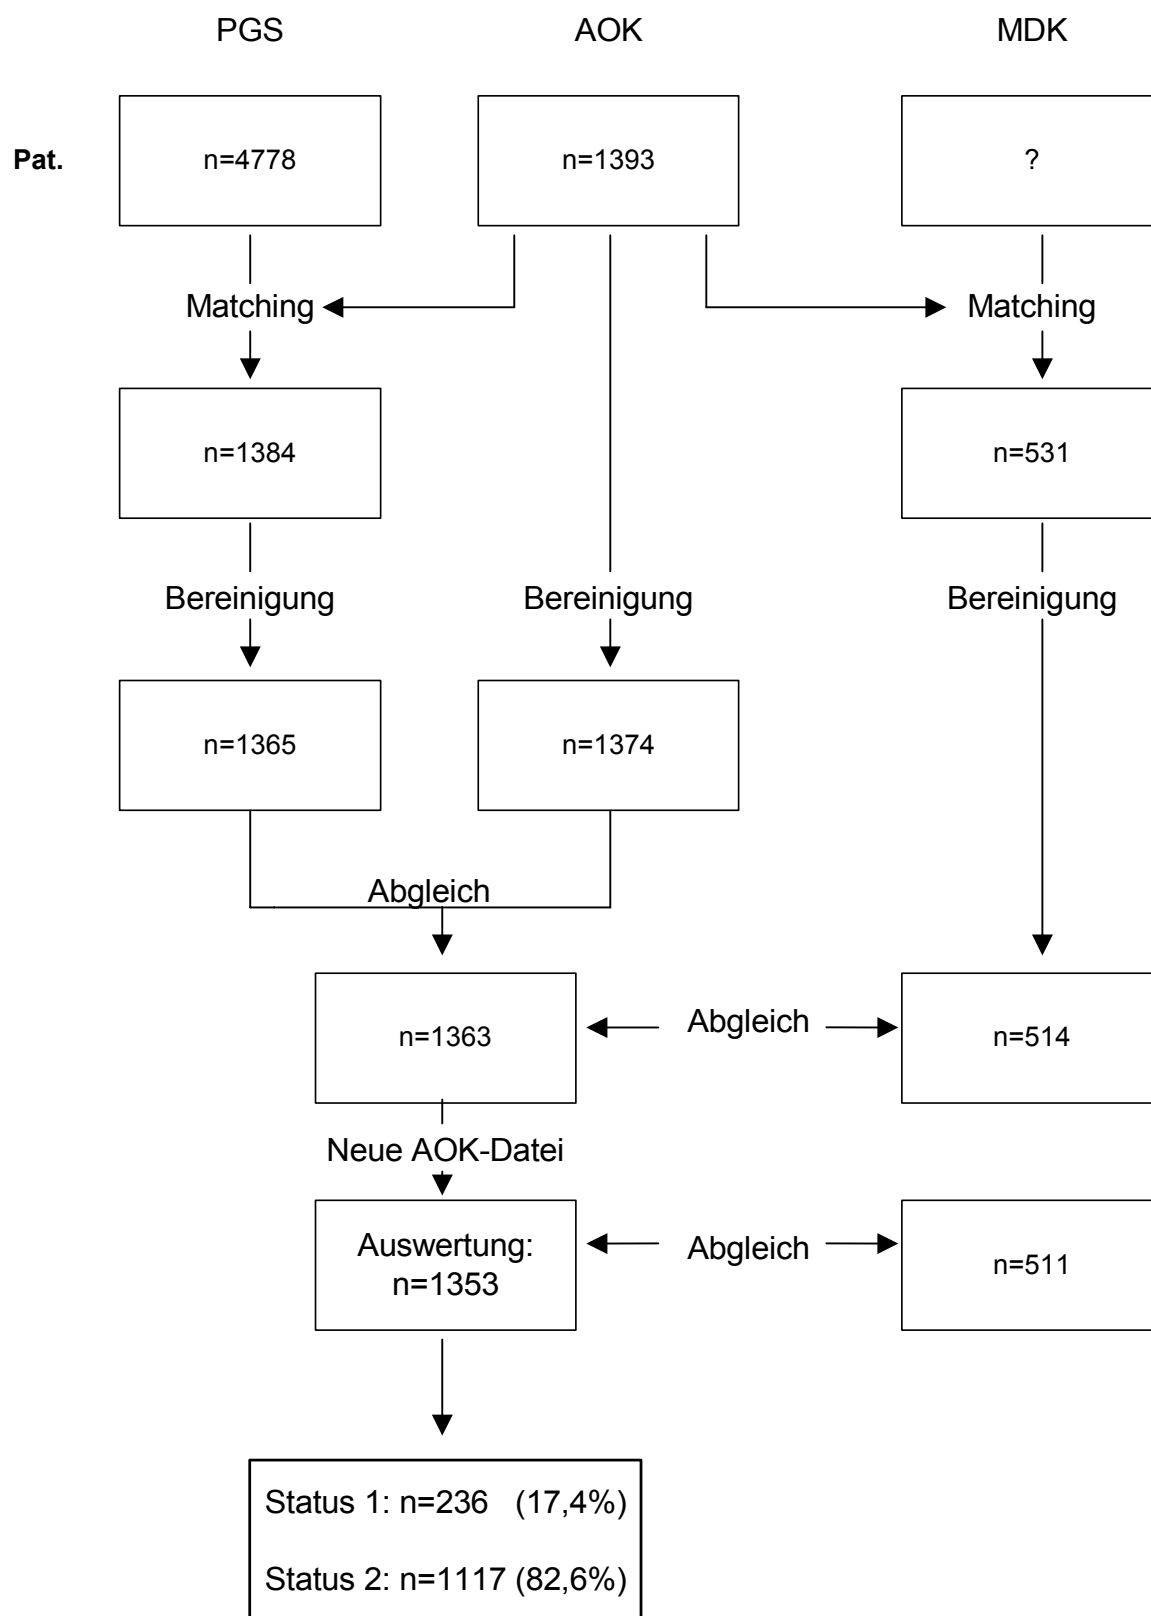 PGS AOK MDK
Pat. n=4778 n=1393 ?
Matching Matching
n=1384 n=531
Bereinigung Bereinigung Bereinigung
n=1365 n=1374
Abgleich
n=1363 Abgleich n=514
Neue AOK-Datei
Auswertung:
n=1353
Abgleich
n=511
Status 1: n=236 (17,4%)
Status 2: n=1117 (82,6%)